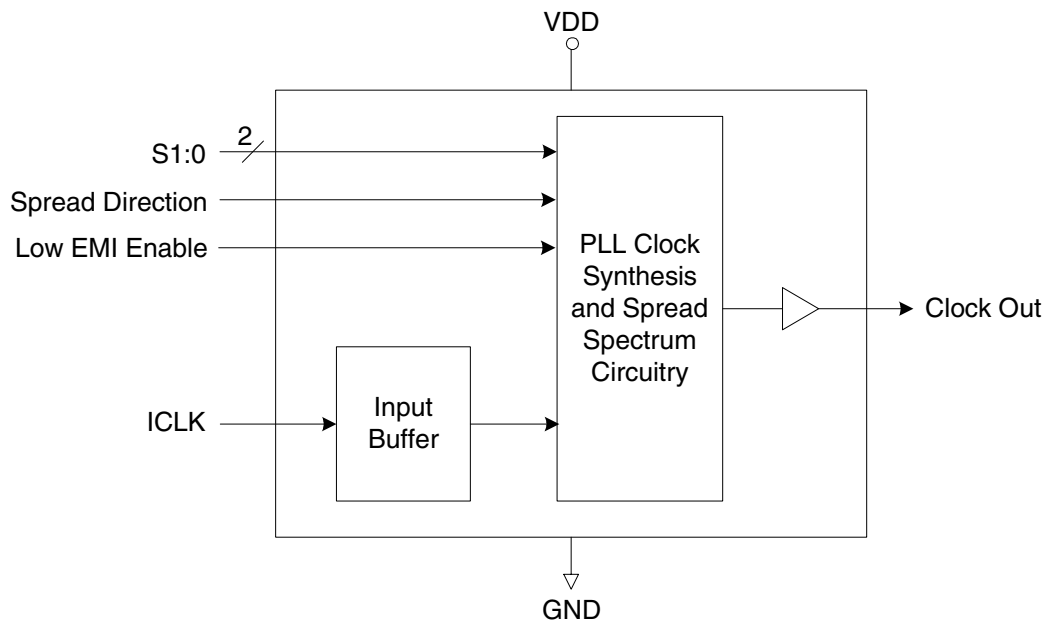 VDD
2
S1:0
Spread Direction
Low EMI Enable
PLL Clock
Synthesis
and Spread
Spectrum
Circuitry
Clock Out
ICLK
Input
Buffer
GND